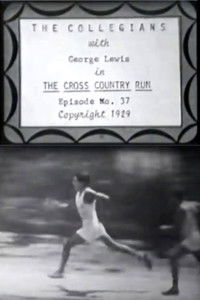 THE COLLEGIANS
with
George Lewis
in
THE CROSS COUNTRY RUN
Episode No. 37
Copyright 1929